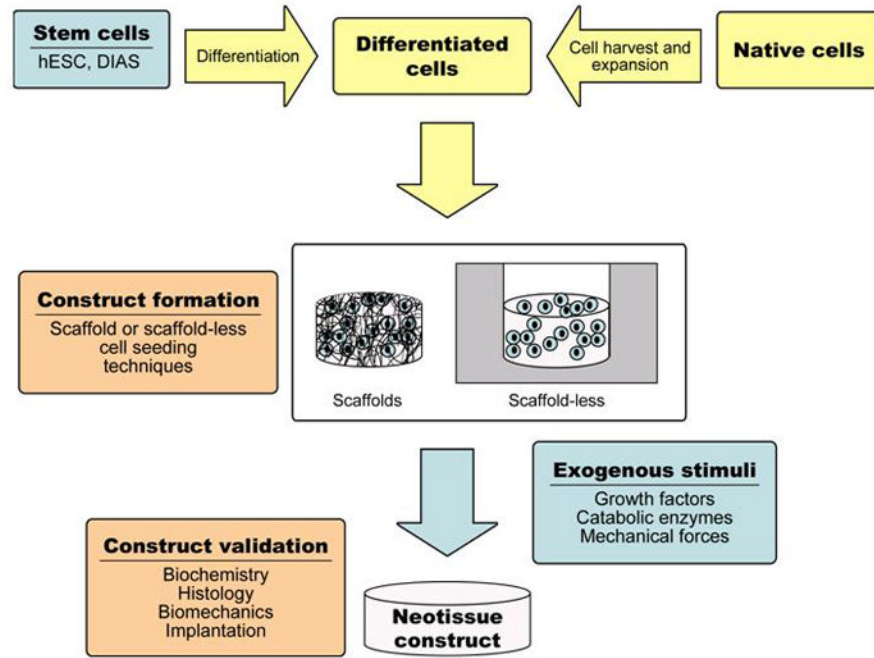 Stem cells
hESC, DIAS
Differentiation
Differentiated
cells
Cell harvest and
expansion
Native cells
Construct formation
Scaffold or scaffold-less
cell seeding
techniques
Scaffolds
Scaffold-less
Exogenous stimuli
Growth factors
Catabolic enzymes
Mechanical forces
Construct validation
Biochemistry
Histology
Biomechanics
Implantation
Neotissue
construct